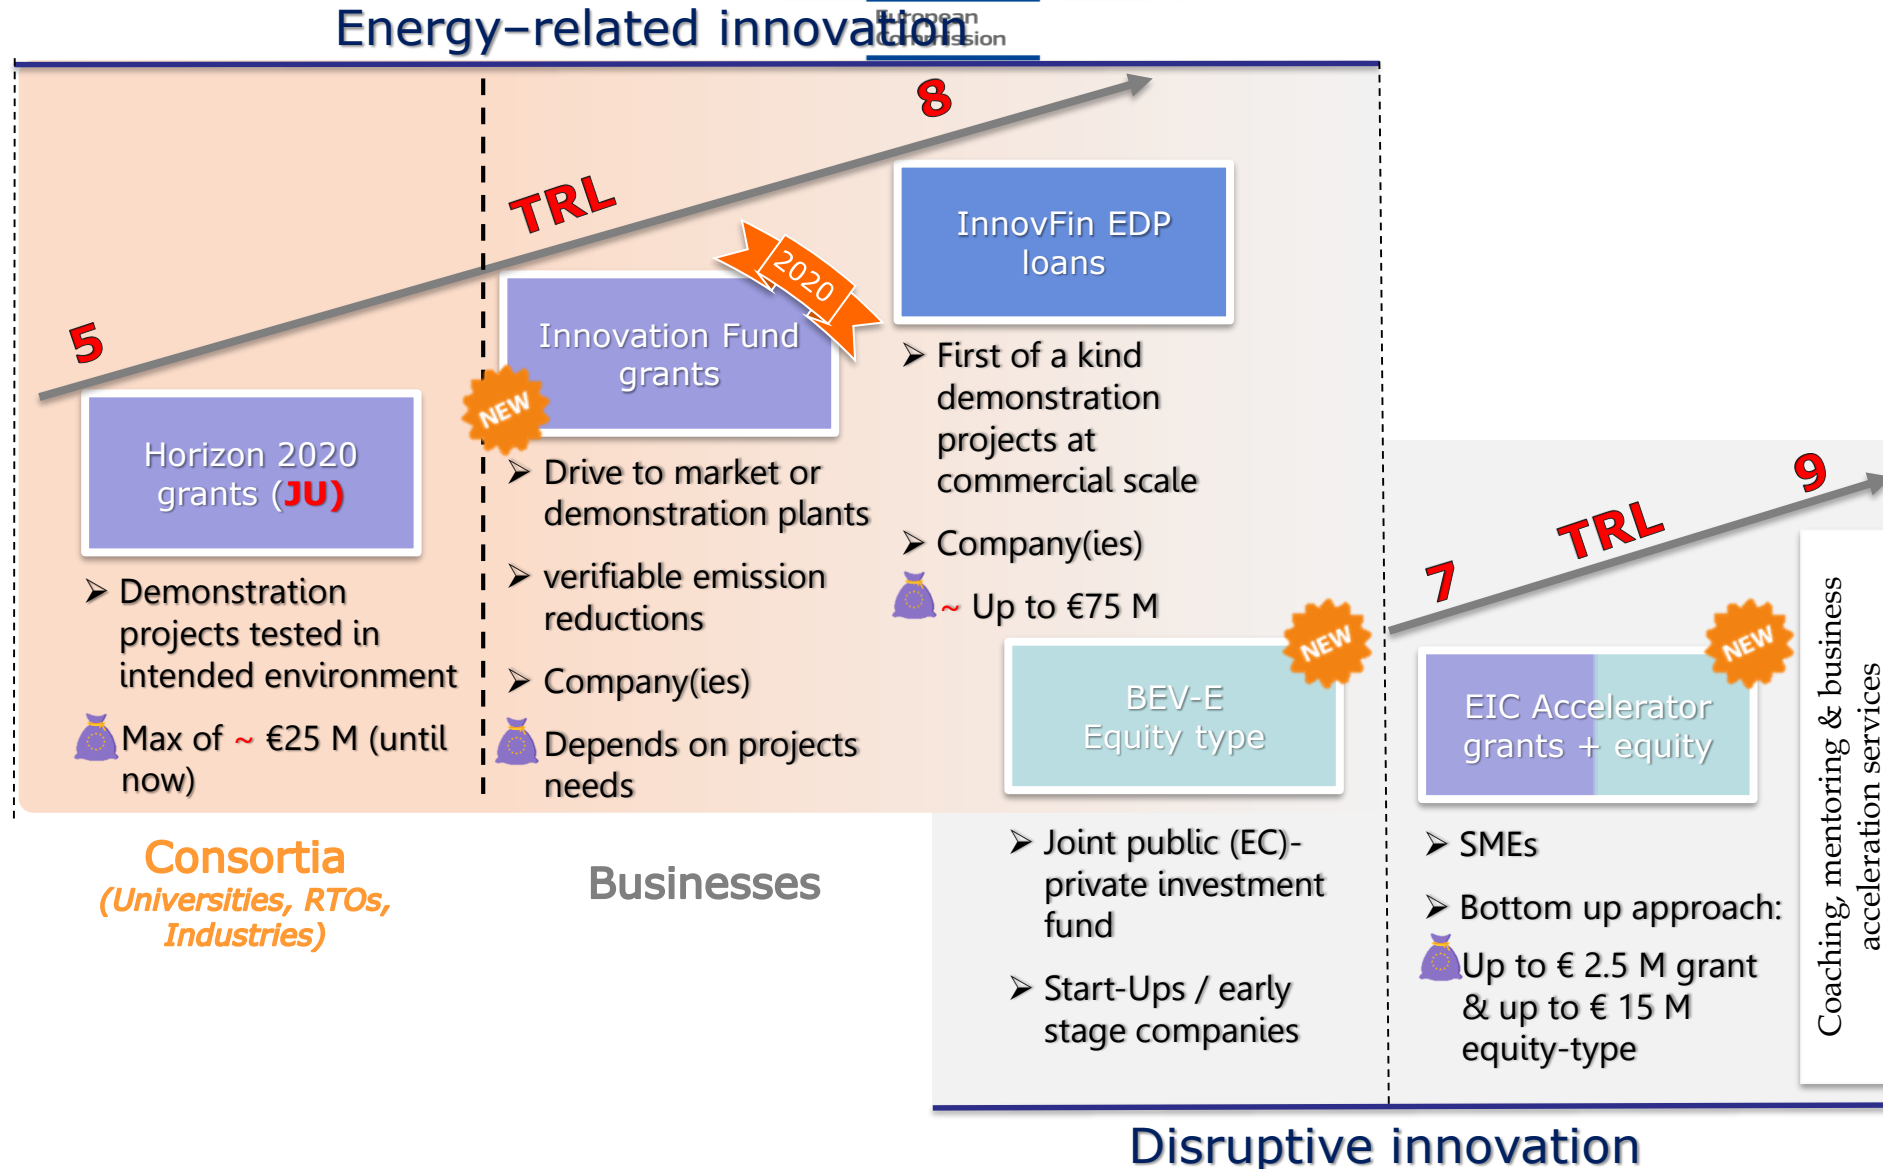 Energy–related innovation
European
Commission
5
TRL
8
Horizon 2020
grants (JU)
➢ Demonstration
projects tested in
intended environment
Max of ~ €25 M (until
now)
Consortia
(Universities, RTOs,
Industries)
2020
Innovation Fund
grants
NEW
➢ Drive to market or
demonstration plants
➢ verifiable emission
reductions
➢ Company(ies)
Depends on projects
needs
Businesses
InnovFin EDP
loans
➢ First of a kind
demonstration
projects at
commercial scale
➢ Company(ies)
~ Up to €75 M
NEW
BEV-E
Equity type
➢ Joint public (EC)-
private investment
fund
➢ Start-Ups / early
stage companies
7
TRL
9
NEW
EIC Accelerator
grants + equity
➢ SMEs
➢ Bottom up approach:
Up to € 2.5 M grant
& up to € 15 M
equity-type
Coaching, mentoring & business
acceleration services
Disruptive innovation